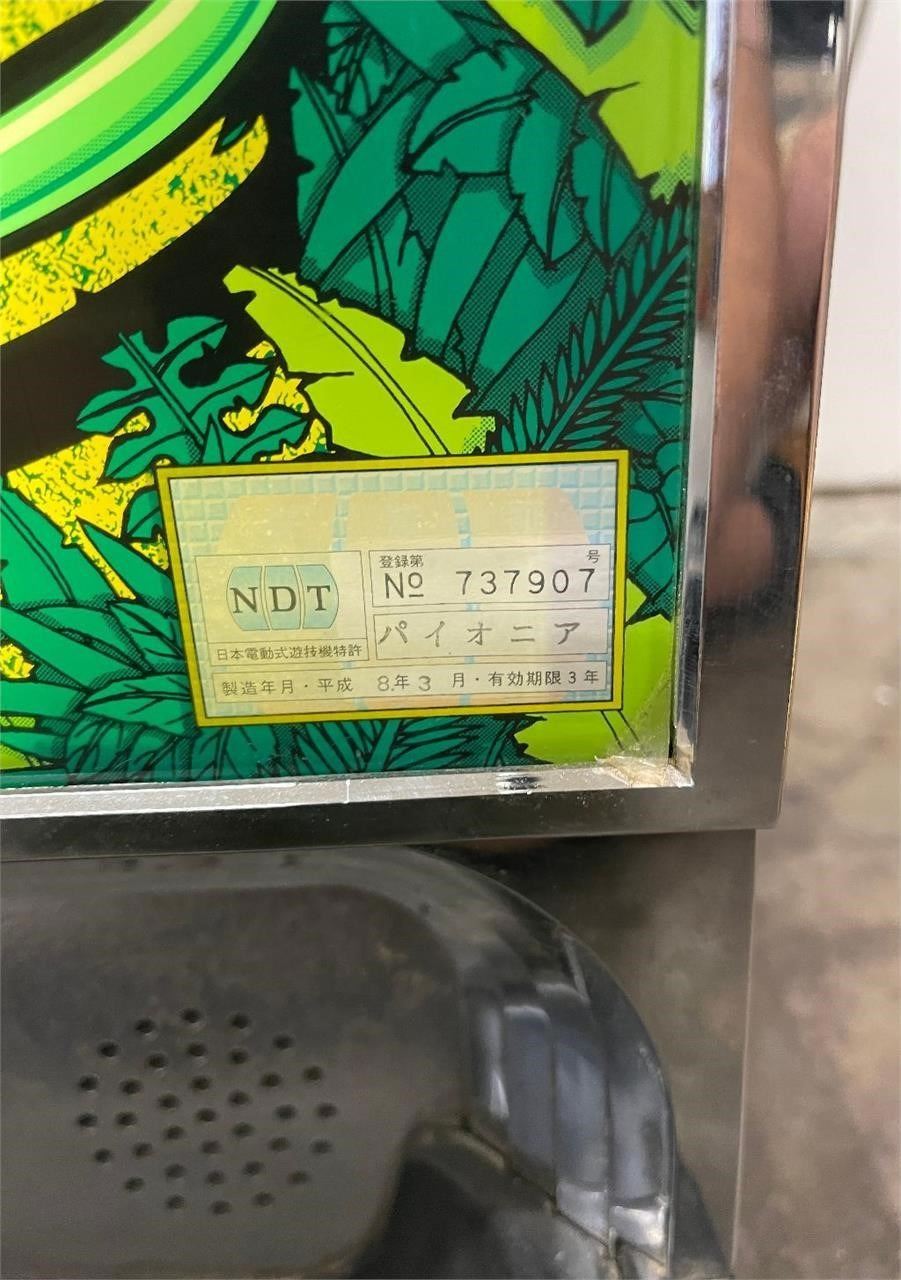 登録第 号
NDT No 737907
パイオニア
日本電動式遊技機特許
製造年月・平成 8年3月・有効期限3年